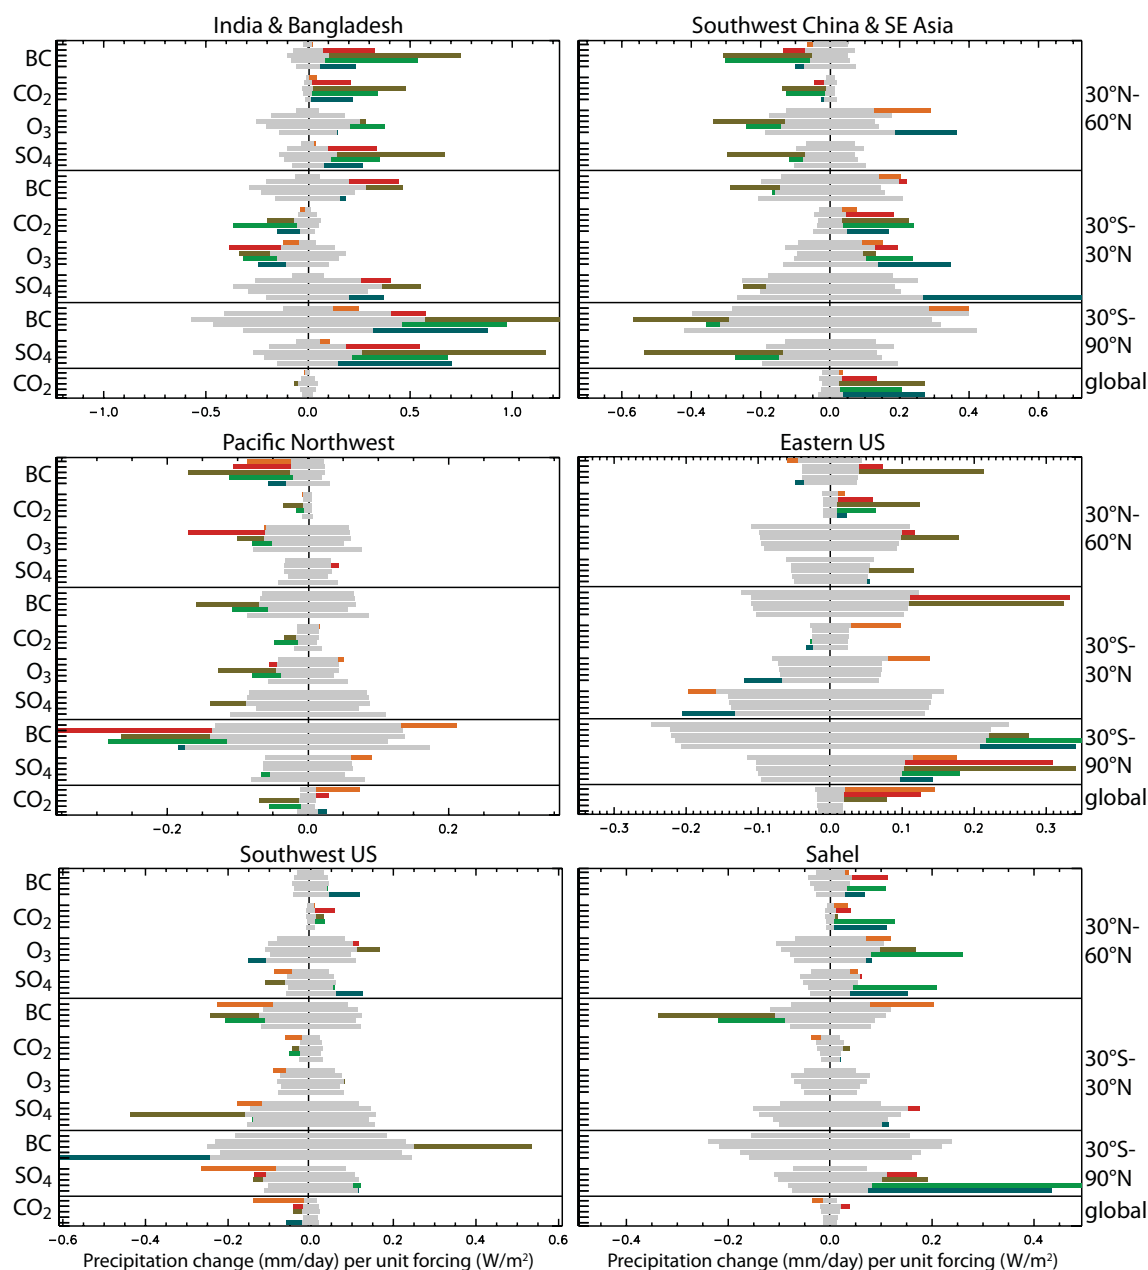 India & Bangladesh
Southwest China & SE Asia
BC
CO₂
O₃
SO₄
30°N-
60°N
BC
CO₂
O₃
SO₄
30°S-
30°N
BC
SO₄
30°S-
90°N
CO₂
global
−1.0 −0.5 0.0 0.5 1.0
−0.6 −0.4 −0.2 0.0 0.2 0.4 0.6
Pacific Northwest
Eastern US
BC
CO₂
O₃
SO₄
30°N-
60°N
BC
CO₂
O₃
SO₄
30°S-
30°N
BC
SO₄
30°S-
90°N
CO₂
global
−0.2 0.0 0.2
−0.3 −0.2 −0.1 0.0 0.1 0.2 0.3
Southwest US
Sahel
BC
CO₂
O₃
SO₄
30°N-
60°N
BC
CO₂
O₃
SO₄
30°S-
30°N
BC
SO₄
30°S-
90°N
CO₂
global
−0.6 −0.4 −0.2 0.0 0.2 0.4 0.6
−0.4 −0.2 0.0 0.2 0.4
Precipitation change (mm/day) per unit forcing (W/m²)
Precipitation change (mm/day) per unit forcing (W/m²)